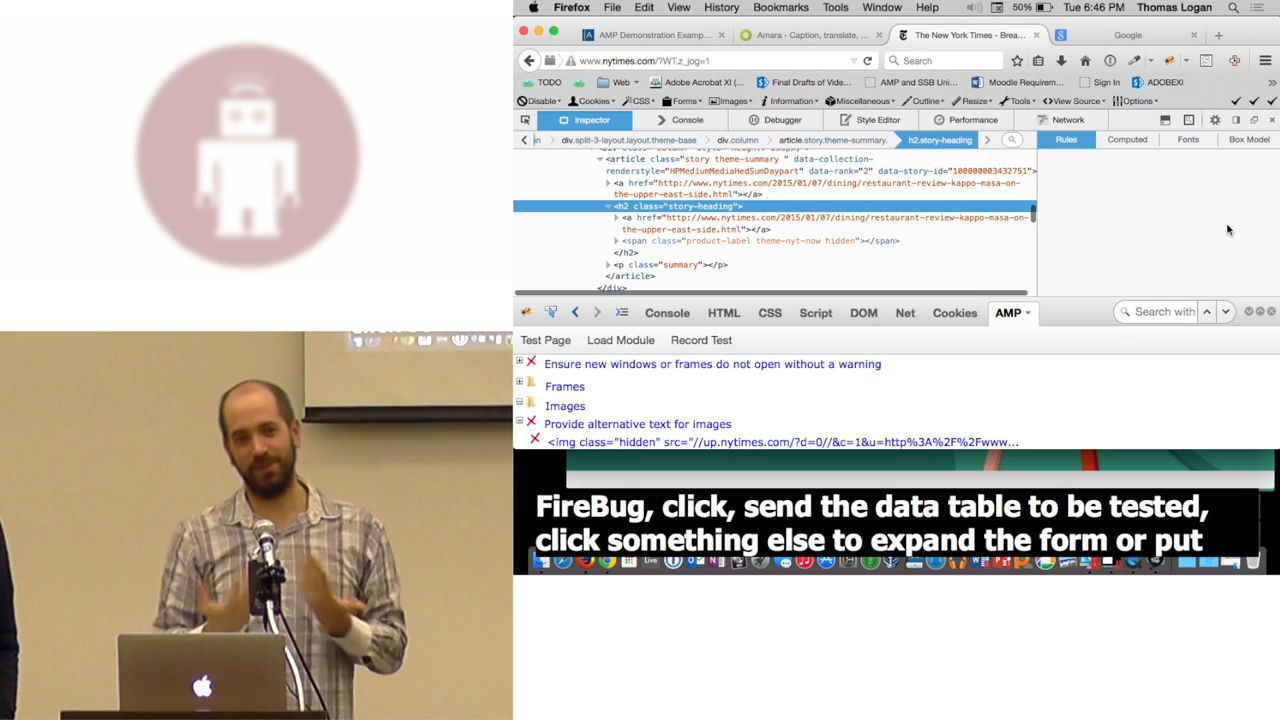 Firefox File Edit View History Bookmarks Tools Window Help 50% Tue 6:46 PM Thomas Logan
AMP Demonstration Examp... Amara - Caption, translate, ... The New York Times - Brea... Google
www.nytimes.com/?WT.z_jog=1 Search
TODO Web Adobe Acrobat XI (... Final Drafts of Vide... AMP and SSB Uni... Moodle Requirem... Sign In ADOBEXI
Disable Cookies CSS Forms Images Information Miscellaneous Outline Resize Tools View Source Options
Inspector Console Debugger Style Editor Performance Network
div.split-3-layout.layout.theme-base div.column article.story.theme-summary. h2.story-heading Rules Computed Fonts Box Model
<article class="story theme-summary " data-collection-
renderstyle="HPMediumMediaHedSumDaypart" data-rank="2" data-story-id="100000003432751">
<a href="http://www.nytimes.com/2015/01/07/dining/restaurant-review-kappo-masa-on-
the-upper-east-side.html"></a>
<h2 class="story-heading">
<a href="http://www.nytimes.com/2015/01/07/dining/restaurant-review-kappo-masa-on-
the-upper-east-side.html"></a>
<span class="product-label theme-nyt-now hidden"></span>
</h2>
<p class="summary"></p>
</article>
</div>
Console HTML CSS Script DOM Net Cookies AMP Search with
Test Page Load Module Record Test
Ensure new windows or frames do not open without a warning
Frames
Images
Provide alternative text for images
<img class="hidden" src="//up.nytimes.com/?d=0//&c=1&u=http%3A%2F%2Fwww...
FireBug, click, send the data table to be tested,
click something else to expand the form or put
Live